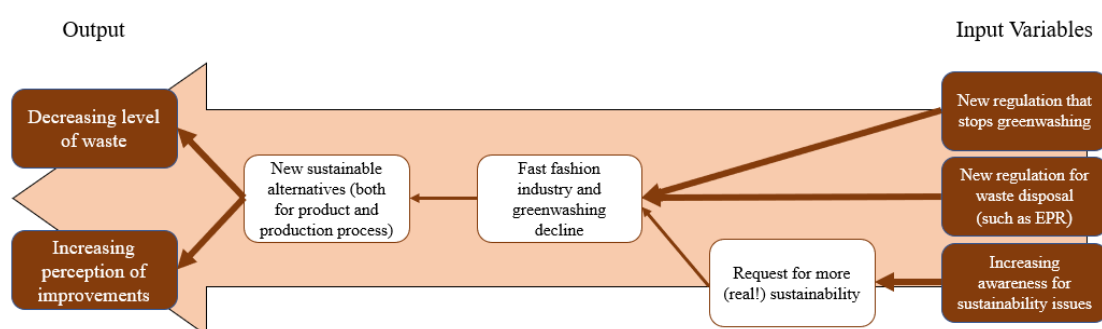 Output
Input Variables
Decreasing level
of waste
New regulation that
stops greenwashing
New sustainable
alternatives (both
for product and
production process)
Fast fashion
industry and
greenwashing
decline
New regulation for
waste disposal
(such as EPR)
Increasing
perception of
improvements
Request for more
(real!) sustainability
Increasing
awareness for
sustainability issues